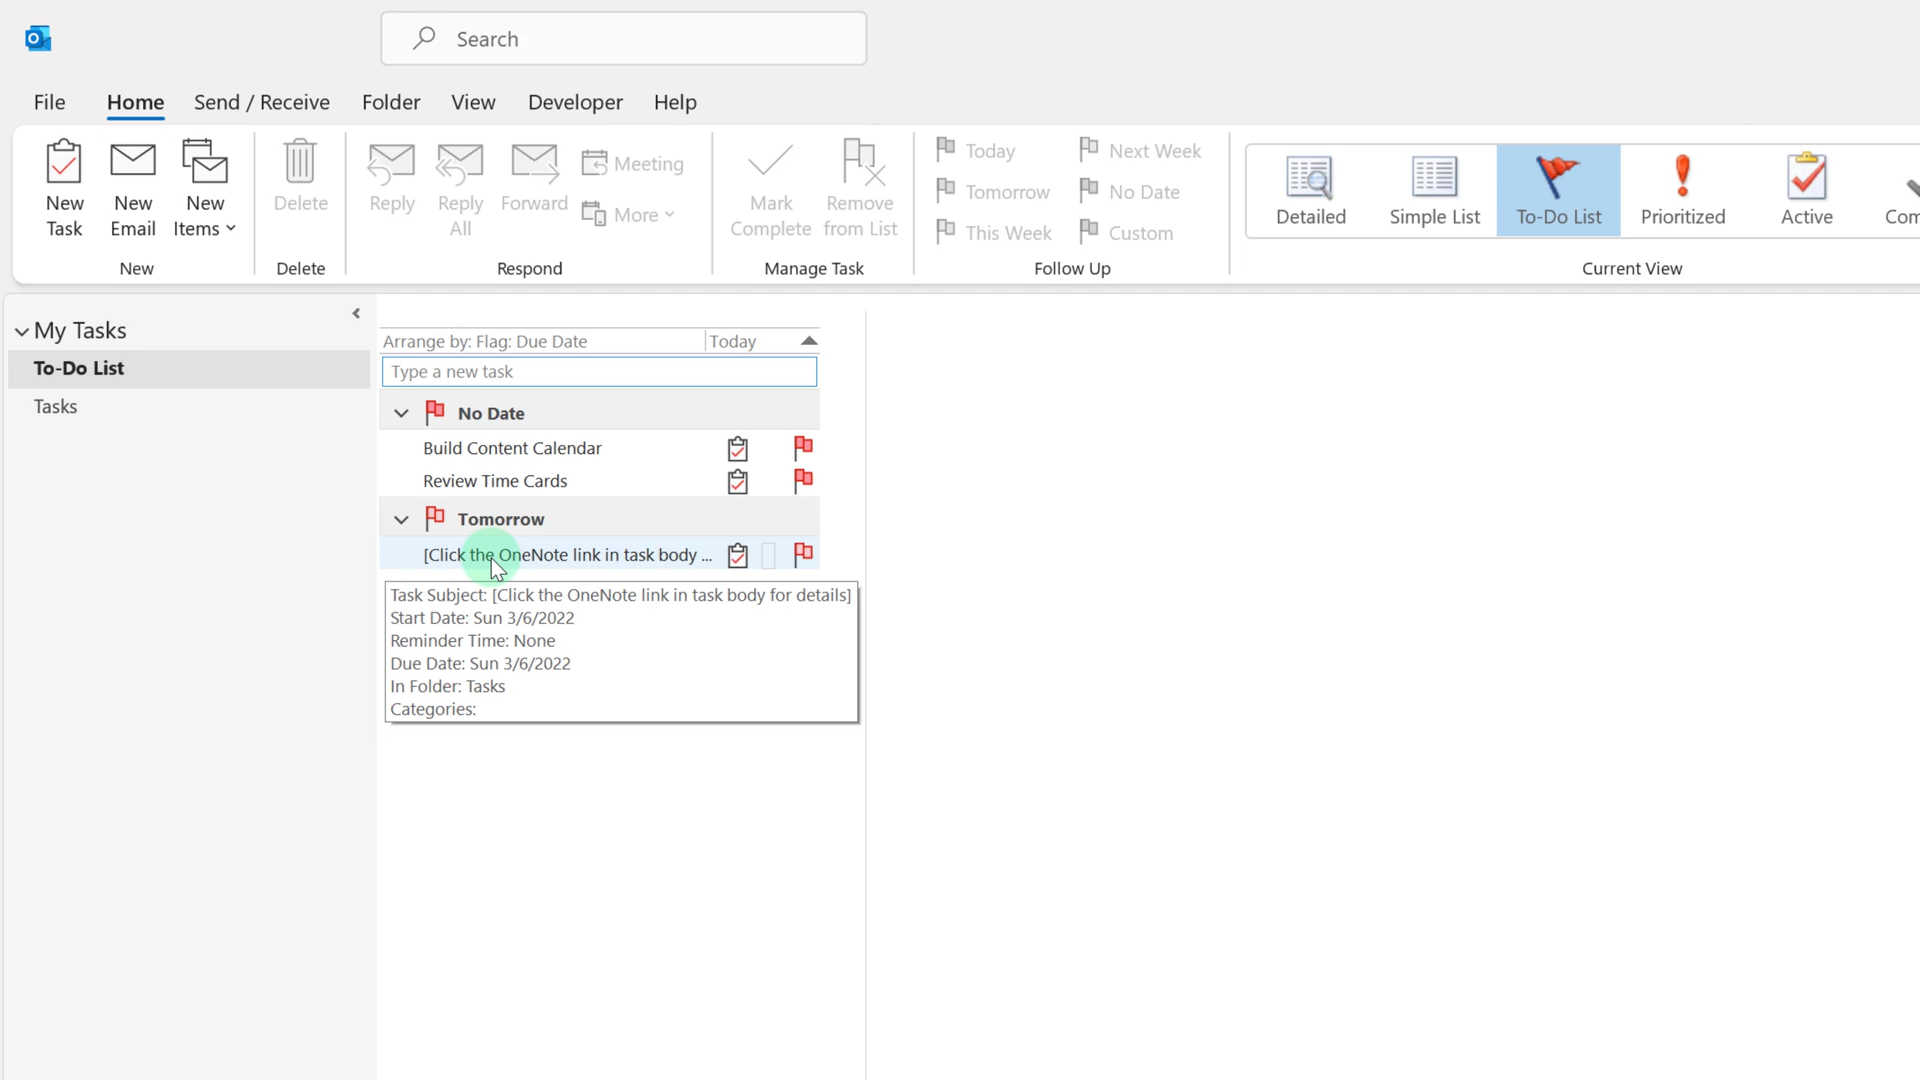 Search
File Home Send / Receive Folder View Developer Help
New Task
New Email
New Items
New
Delete
Delete
Reply
Reply All
Forward
Meeting
More
Respond
Mark Complete
Remove from List
Manage Task
Today
Tomorrow
This Week
Next Week
No Date
Custom
Follow Up
Detailed
Simple List
To-Do List
Prioritized
Active
Com
Current View
My Tasks
To-Do List
Tasks
Arrange by: Flag: Due Date Today
Type a new task
No Date
Build Content Calendar
Review Time Cards
Tomorrow
[Click the OneNote link in task body ...
Task Subject: [Click the OneNote link in task body for details]
Start Date: Sun 3/6/2022
Reminder Time: None
Due Date: Sun 3/6/2022
In Folder: Tasks
Categories: